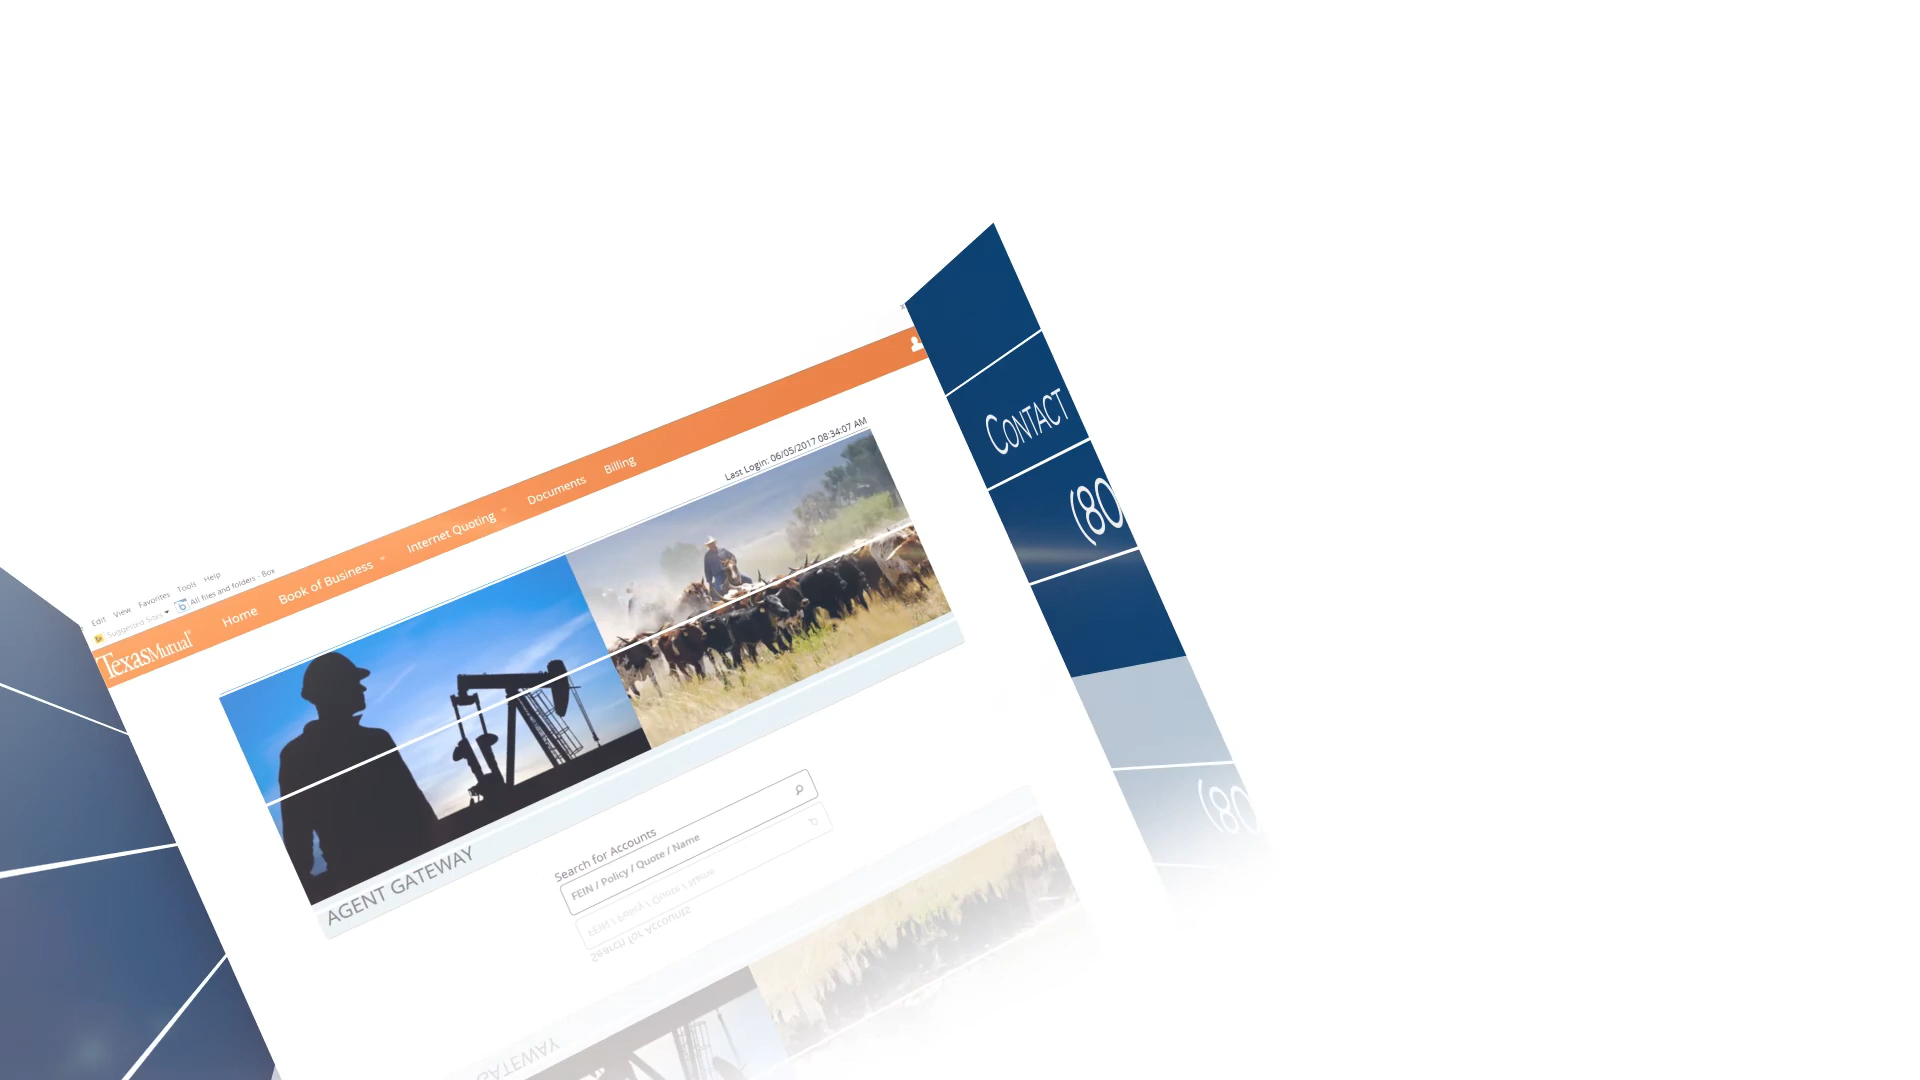 Edit View Favorites Tools Help
Suggested Sites All files and folders - Box
TexasMutual® Home Book of Business Internet Quoting Documents Billing
Last Login: 06/05/2017 08:34:07 AM
AGENT GATEWAY
Search for Accounts
FEIN / Policy / Quote / Name
CONTACT
(80